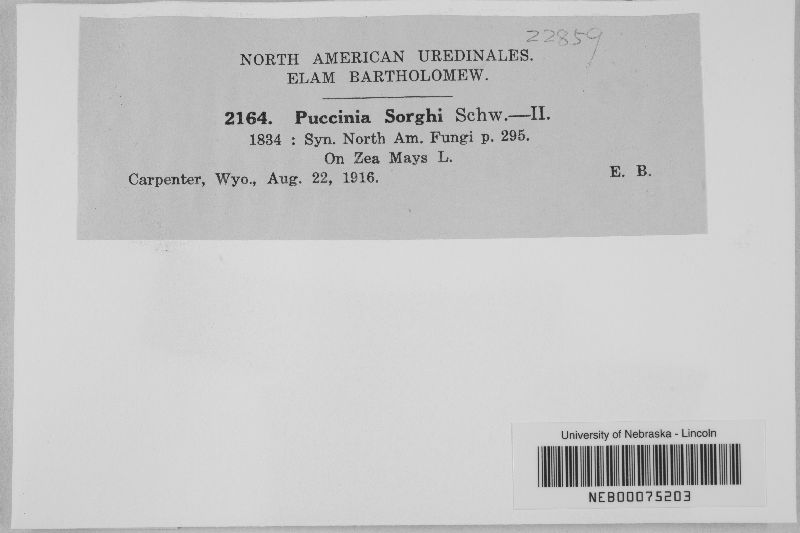 22859
NORTH AMERICAN UREDINALES.
ELAM BARTHOLOMEW.
2164. Puccinia Sorghi Schw.—II.
1834 : Syn. North Am. Fungi p. 295.
On Zea Mays L.
Carpenter, Wyo., Aug. 22, 1916. E. B.
University of Nebraska - Lincoln
NEB00075203